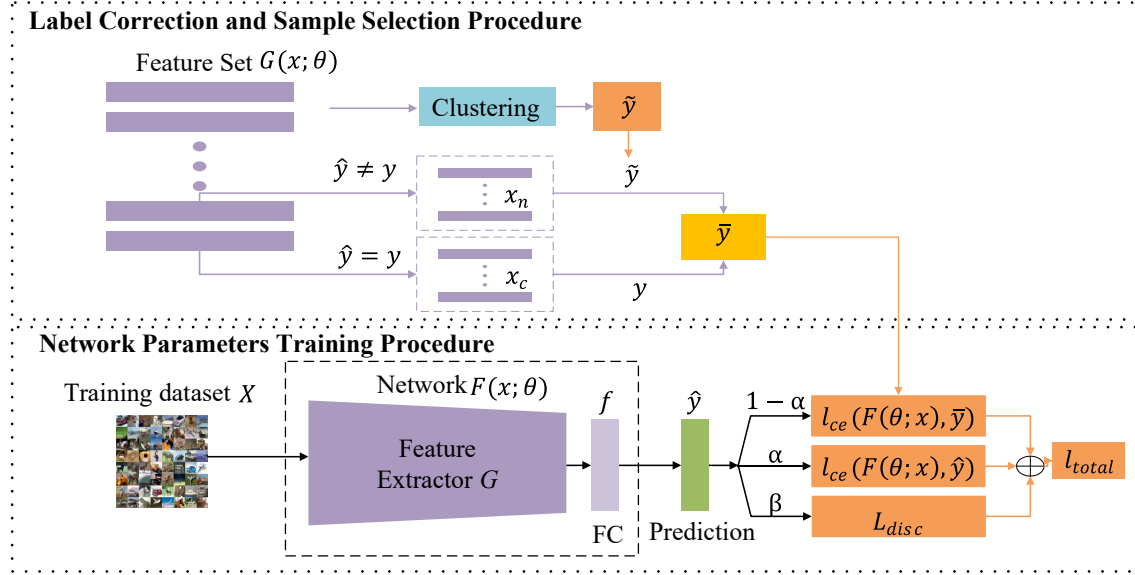 Label Correction and Sample Selection Procedure
Feature Set G(x; θ)
Clustering
ỹ
ŷ ≠ y
x_n
ỹ
ȳ
ŷ = y
x_c
y
Network Parameters Training Procedure
Training dataset X
Network F(x; θ)
f
ŷ
1 − α
l_ce(F(θ; x), ȳ)
Feature
Extractor G
α
l_ce(F(θ; x), ŷ)
l_total
β
L_disc
FC
Prediction